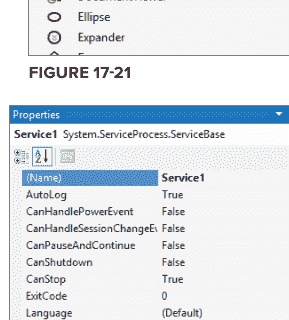 Ellipse
Expander
FIGURE 17-21
Properties
Service1 System.ServiceProcess.ServiceBase
(Name) Service1
AutoLog True
CanHandlePowerEvent False
CanHandleSessionChangeEv False
CanPauseAndContinue False
CanShutdown False
CanStop True
ExitCode 0
Language (Default)